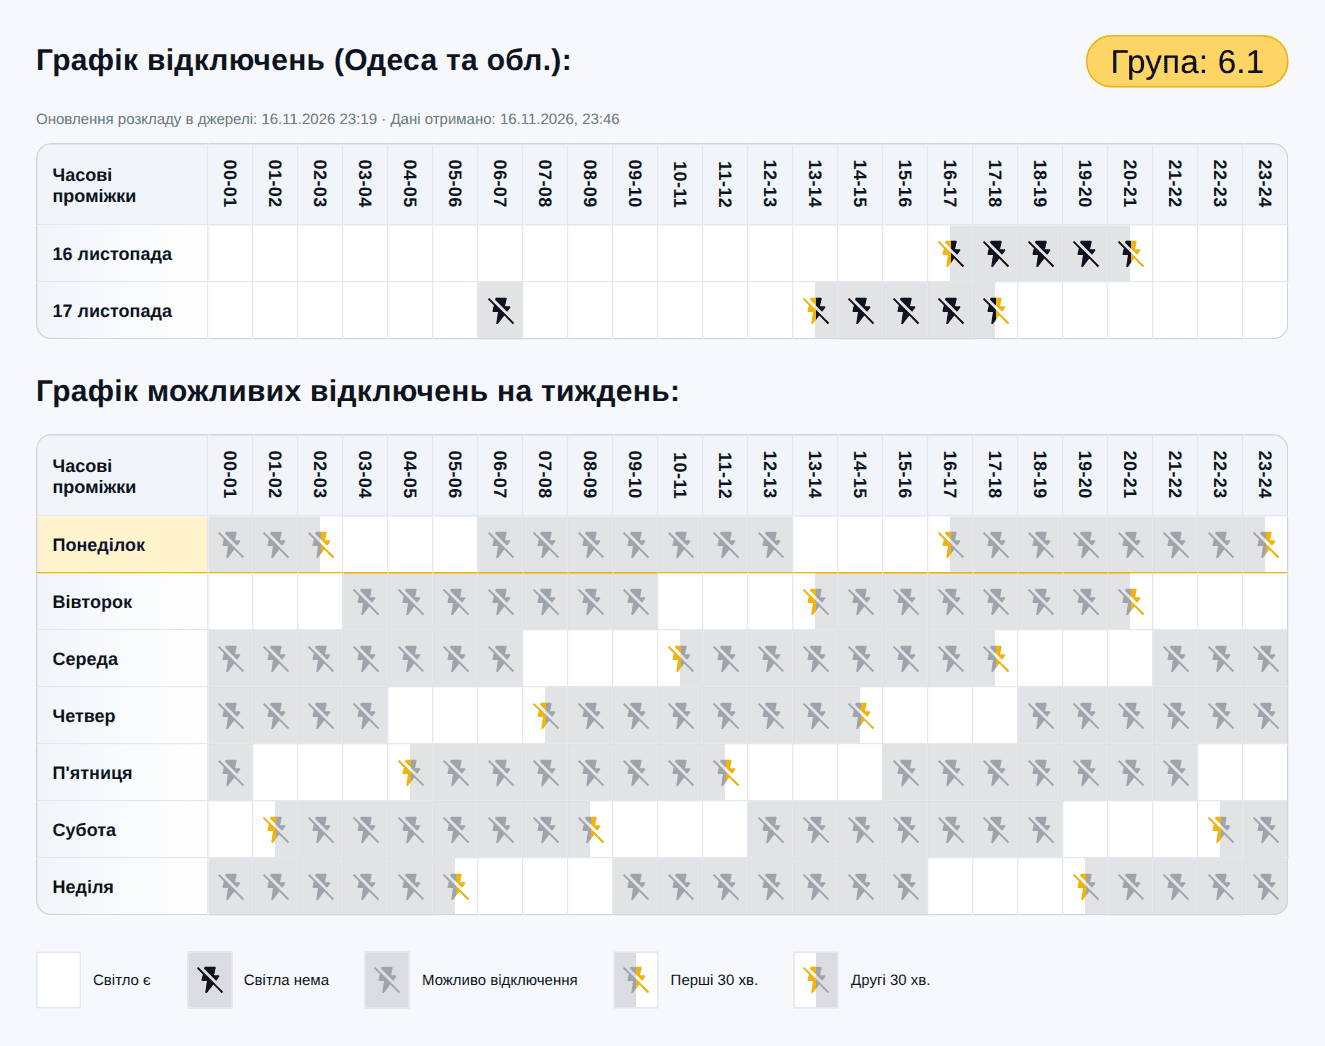 Графік відключень (Одеса та обл.):
Група: 6.1
Оновлення розкладу в джерелі: 16.11.2026 23:19 · Дані отримано: 16.11.2026, 23:46
Часові проміжки 00-01 01-02 02-03 03-04 04-05 05-06 06-07 07-08 08-09 09-10 10-11 11-12 12-13 13-14 14-15 15-16 16-17 17-18 18-19 19-20 20-21 21-22 22-23 23-24
16 листопада
17 листопада
Графік можливих відключень на тиждень:
Часові проміжки 00-01 01-02 02-03 03-04 04-05 05-06 06-07 07-08 08-09 09-10 10-11 11-12 12-13 13-14 14-15 15-16 16-17 17-18 18-19 19-20 20-21 21-22 22-23 23-24
Понеділок
Вівторок
Середа
Четвер
П'ятниця
Субота
Неділя
Світло є Світла нема Можливо відключення Перші 30 хв. Другі 30 хв.